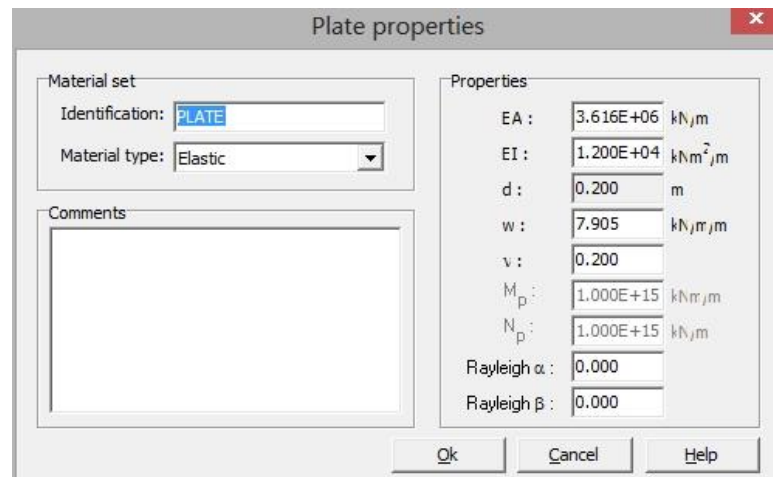 Plate properties
x
Material set
Identification: PLATE
Material type: Elastic
Comments
Properties
EA : 3.616E+06 kN/m
EI : 1.200E+04 kNm²/m
d : 0.200 m
w : 7.905 kN/m/m
ν : 0.200
Mp : 1.000E+15 kNm/m
Np : 1.000E+15 kN/m
Rayleigh α : 0.000
Rayleigh β : 0.000
Ok Cancel Help